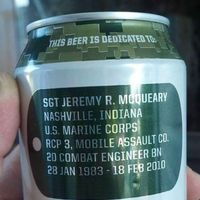 THIS BEER IS DEDICATED TO:
SGT JEREMY R. MCQUEARY
NASHVILLE, INDIANA
U.S. MARINE CORPS
RCP 3, MOBILE ASSAULT CO.
2D COMBAT ENGINEER BN
28 JAN 1983 - 18 FEB 2010